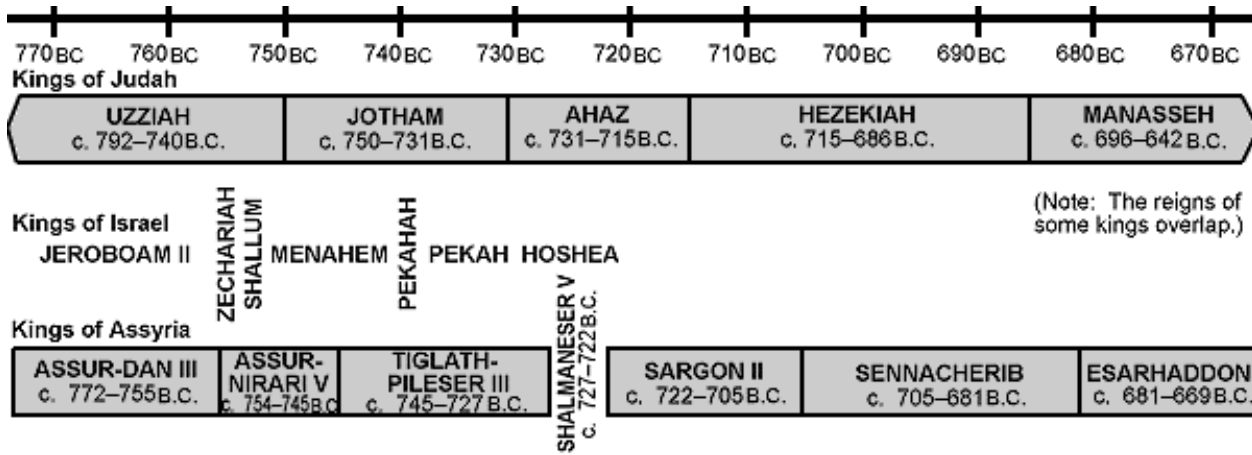 770BC 760BC 750BC 740BC 730BC 720BC 710BC 700BC 690BC 680BC 670BC
Kings of Judah
UZZIAH
c. 792–740B.C.
JOTHAM
c. 750–731B.C.
AHAZ
c. 731–715B.C.
HEZEKIAH
c. 715–686B.C.
MANASSEH
c. 696–642B.C.
(Note: The reigns of
some kings overlap.)
Kings of Israel
JEROBOAM II
ZECHARIAH
SHALLUM
MENAHEM
PEKAHAH
PEKAH
HOSHEA
Kings of Assyria
ASSUR-DAN III
c. 772–755B.C.
ASSUR-
NIRARI V
c. 754–745B.C
TIGLATH-
PILESER III
c. 745–727B.C.
SHALMANESER V
c. 727–722B.C.
SARGON II
c. 722–705B.C.
SENNACHERIB
c. 705–681B.C.
ESARHADDON
c. 681–669B.C.